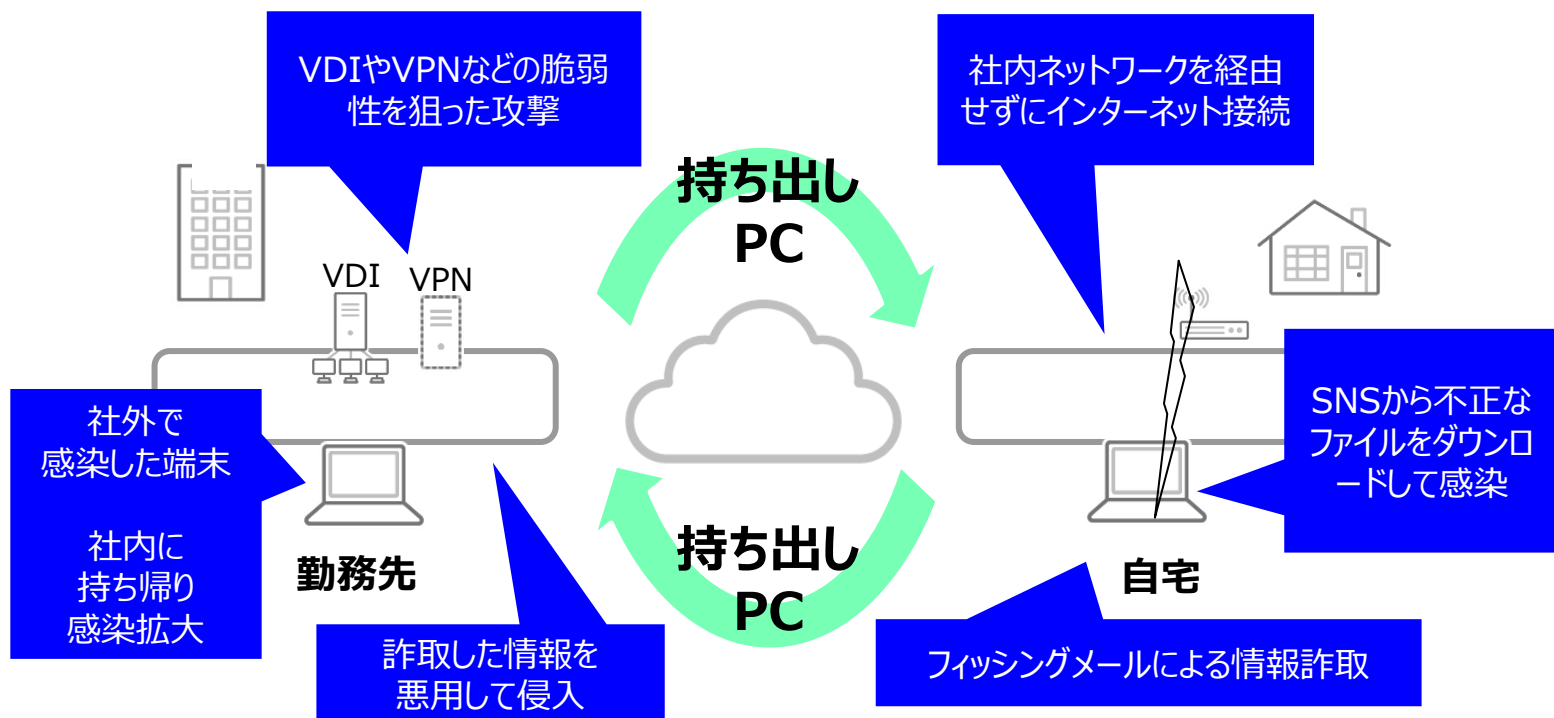 VDIやVPNなどの脆弱
性を狙った攻撃
社内ネットワークを経由
せずにインターネット接続
持ち出し
PC
VDI
VPN
社外で
感染した端末
社内に
持ち帰り
感染拡大
SNSから不正な
ファイルをダウンロ
ードして感染
勤務先
持ち出し
PC
自宅
詐取した情報を
悪用して侵入
フィッシングメールによる情報詐取